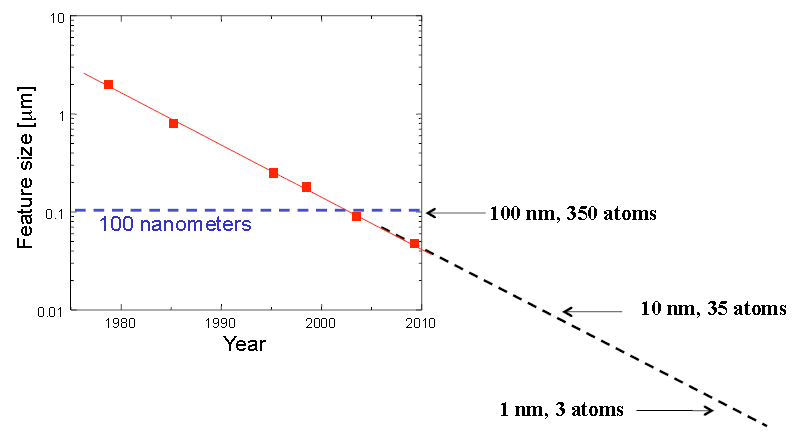 10
1
0.1
0.01
Feature size [μm]
100 nanometers
1980
1990
2000
2010
Year
100 nm, 350 atoms
10 nm, 35 atoms
1 nm, 3 atoms